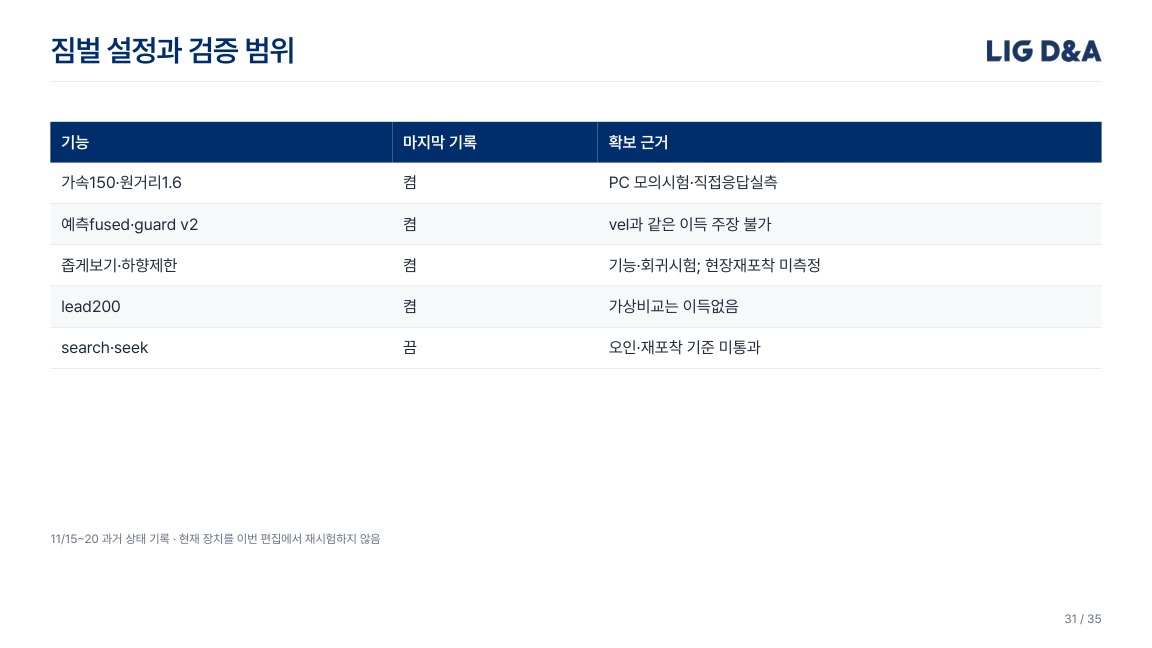 짐벌 설정과 검증 범위
LIG D&A
기능 마지막 기록 확보 근거
가속150·원거리1.6 켬 PC 모의시험·직접응답실측
예측fused·guard v2 켬 vel과 같은 이득 주장 불가
좁게보기·하향제한 켬 기능·회귀시험; 현장재포착 미측정
lead200 켬 가상비교는 이득없음
search·seek 끔 오인·재포착 기준 미통과
11/15~20 과거 상태 기록 · 현재 장치를 이번 편집에서 재시험하지 않음
31 / 35